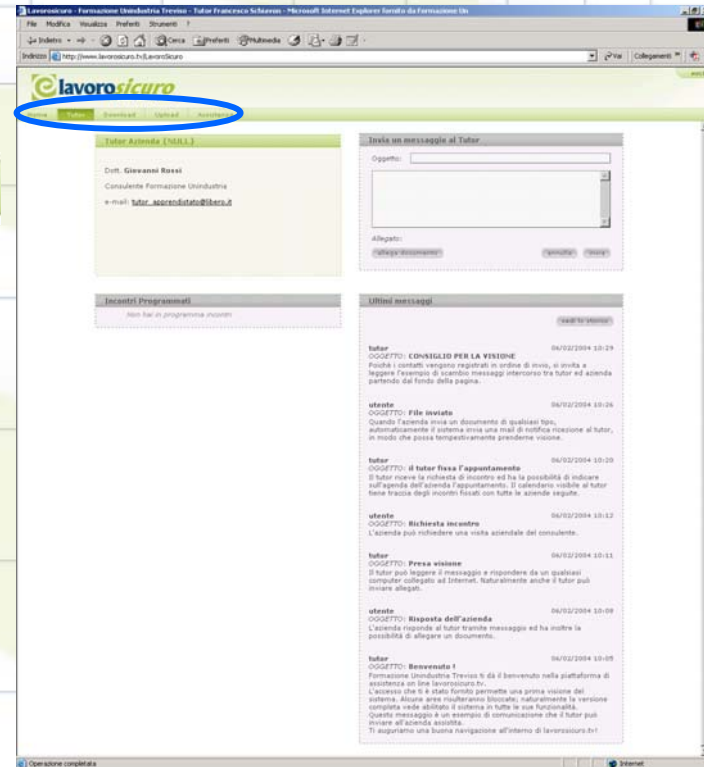 Lavorosicuro - Formazione Unindustria Treviso - Tutor Francesco Schiavon - Microsoft Internet Explorer fornito da Formazione Un
File Modifica Visualizza Preferiti Strumenti ?
Indietro Cerca Preferiti Multimedia
Indirizzo http://www.lavorosicuro.tv/LavoroSicuro Vai Collegamenti
lavorosicuro
Home Tutor Download Upload Assistenza
Tutor Azienda (NULL)
Dott. Giovanni Rossi
Consulente Formazione Unindustria
e-mail: tutor_apprendistato@libero.it
Invia un messaggio al Tutor
Oggetto:
Allegato:
allega documento annulla invia
Incontri Programmati
Non hai in programma incontri
Ultimi messaggi
vedi lo storico
tutor 06/02/2004 10:29
OGGETTO: CONSIGLIO PER LA VISIONE
Poichè i contatti vengono registrati in ordine di invio, si invita a
leggere l'esempio di scambio messaggi intercorso tra tutor ed azienda
partendo dal fondo della pagina.
utente 06/02/2004 10:26
OGGETTO: File inviato
Quando l'azienda invia un documento di qualsiasi tipo,
automaticamente il sistema invia una mail di notifica ricezione al tutor,
in modo che possa tempestivamente prenderne visione.
tutor 06/02/2004 10:20
OGGETTO: il tutor fissa l'appuntamento
Il tutor riceve la richiesta di incontro ed ha la possibilità di indicare
sull'agenda dell'azienda l'appuntamento. Il calendario visibile al tutor
tiene traccia degli incontri fissati con tutte le aziende seguite.
utente 06/02/2004 10:12
OGGETTO: Richiesta incontro
L'azienda può richiedere una visita aziendale del consulente.
tutor 06/02/2004 10:11
OGGETTO: Presa visione
Il tutor può leggere il messaggio e rispondere da un qualsiasi
computer collegato ad Internet. Naturalmente anche il tutor può
inviare allegati.
utente 06/02/2004 10:08
OGGETTO: Risposta dell'azienda
L'azienda risponde al tutor tramite messaggio ed ha inoltre la
possibilità di allegare un documento.
tutor 06/02/2004 10:05
OGGETTO: Benvenuto !
Formazione Unindustria Treviso ti dà il benvenuto nella piattaforma di
assistenza on line lavorosicuro.tv.
L'accesso che ti è stato fornito permette una prima visione del
sistema. Alcune aree risulteranno bloccate; naturalmente la versione
completa vede abilitato il sistema in tutte le sue funzionalità.
Questo messaggio è un esempio di comunicazione che il tutor può
inviare all'azienda assistita.
Ti auguriamo una buona navigazione all'interno di lavorosicuro.tv!
Operazione completata Internet